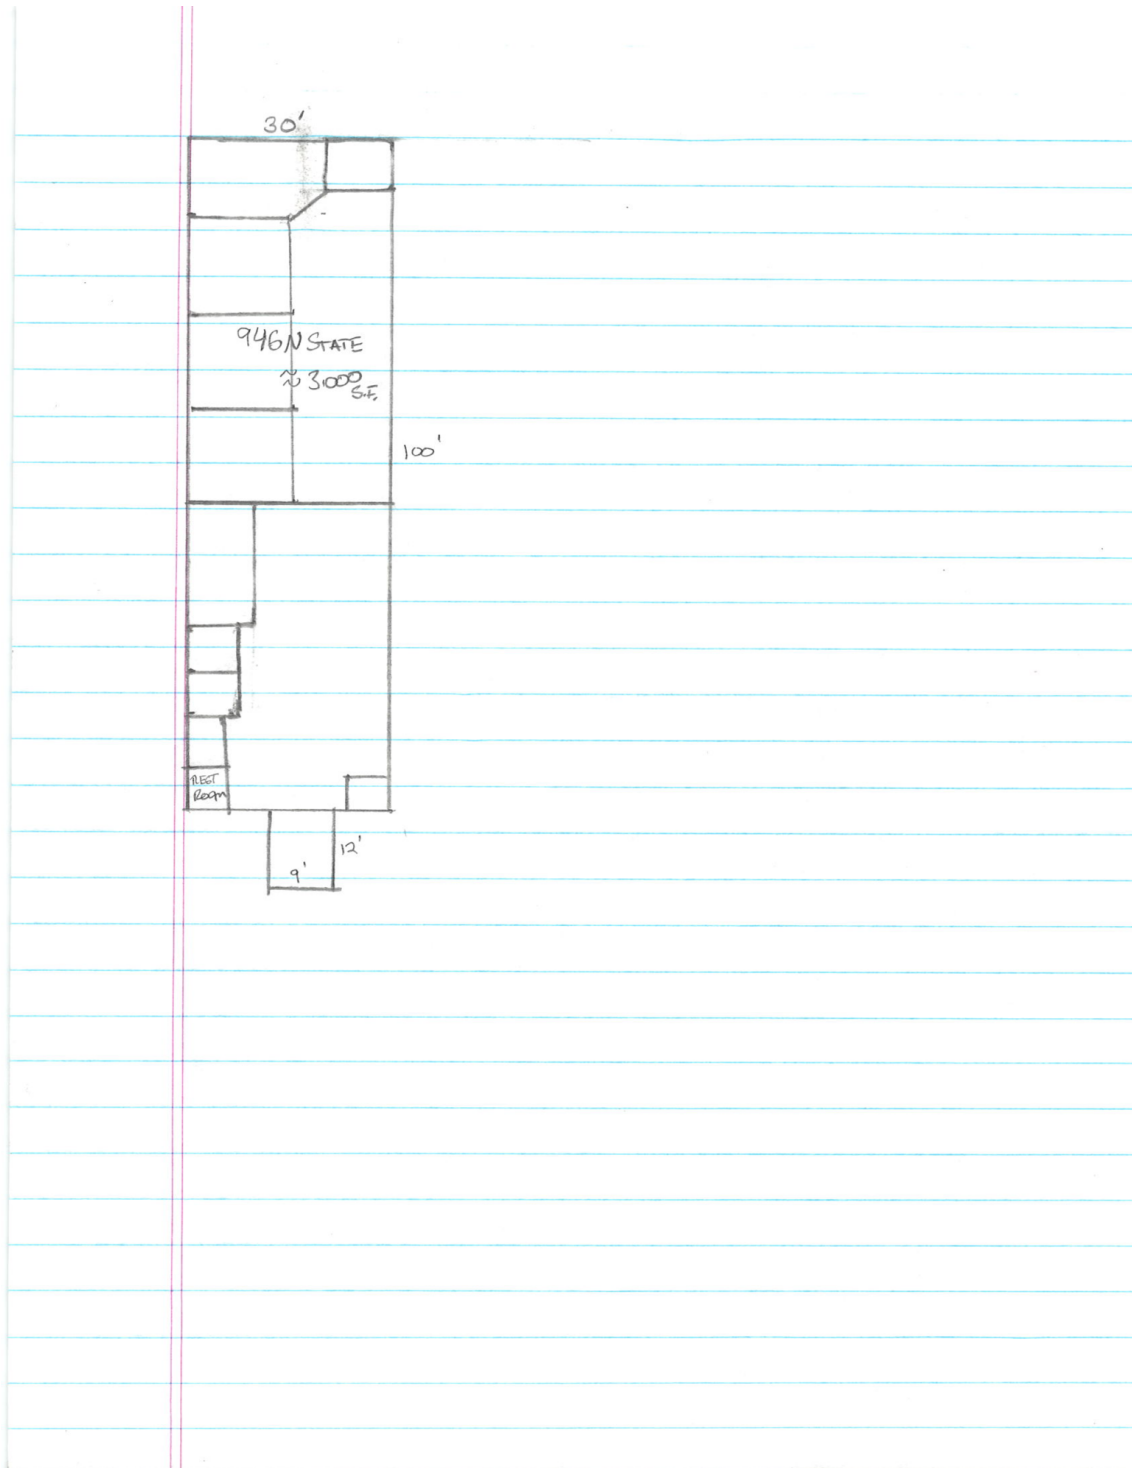 30'
946 N STATE
≈ 3,000
S.F.
100'
REST
Room
12'
9'